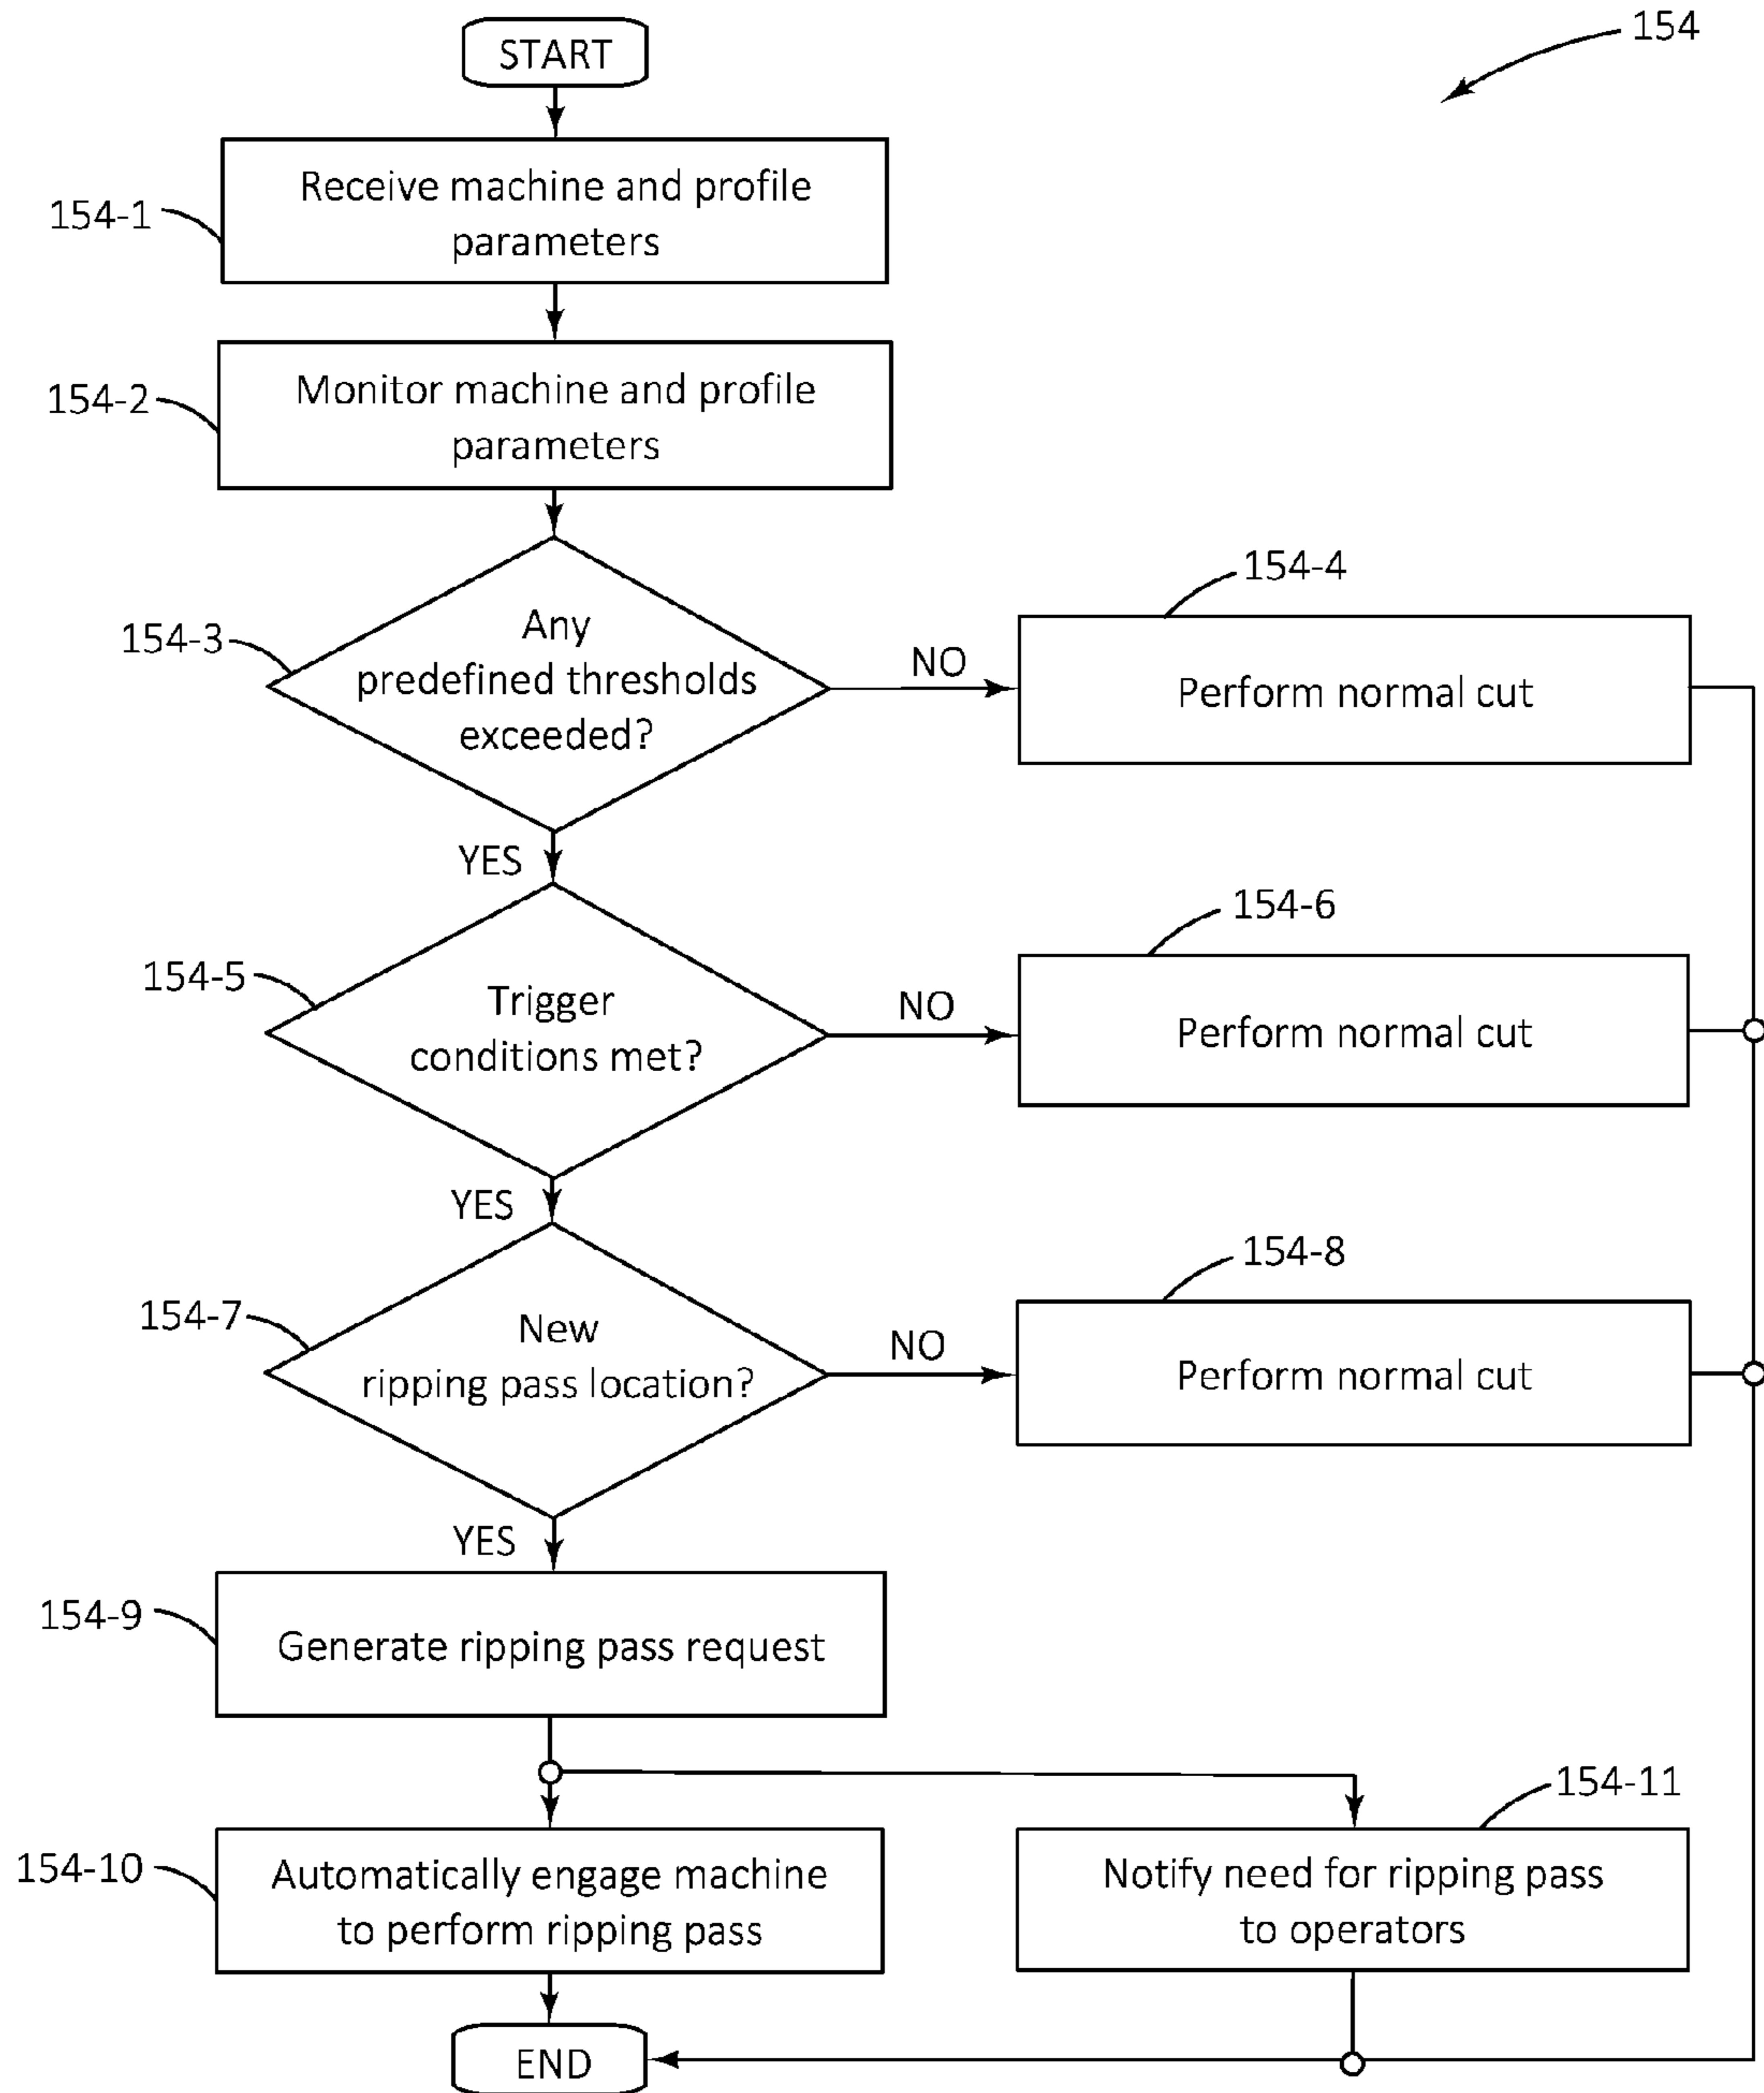 START
154
Receive machine and profile
parameters
154-1
Monitor machine and profile
parameters
154-2
Any
predefined thresholds
exceeded?
154-3
NO
154-4
Perform normal cut
YES
Trigger
conditions met?
154-5
NO
154-6
Perform normal cut
YES
New
ripping pass location?
154-7
NO
154-8
Perform normal cut
YES
154-9
Generate ripping pass request
154-10
Automatically engage machine
to perform ripping pass
154-11
Notify need for ripping pass
to operators
END